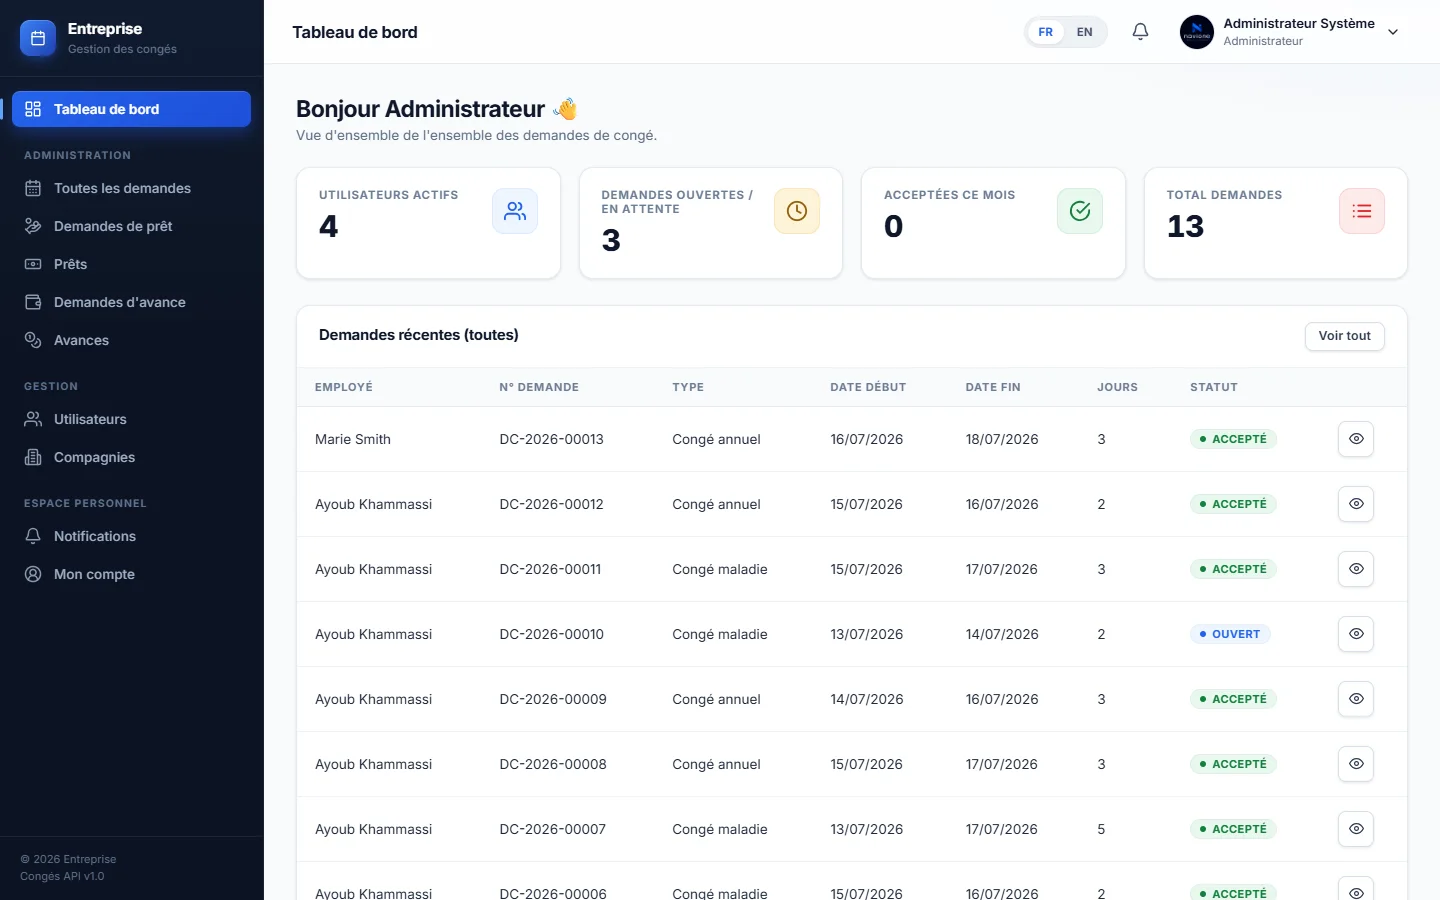 Entreprise
Gestion des congés
Tableau de bord
ADMINISTRATION
Toutes les demandes
Demandes de prêt
Prêts
Demandes d'avance
Avances
GESTION
Utilisateurs
Compagnies
ESPACE PERSONNEL
Notifications
Mon compte
© 2026 Entreprise
Congés API v1.0
Tableau de bord
FR EN
Administrateur Système
Administrateur
Bonjour Administrateur 👋
Vue d'ensemble de l'ensemble des demandes de congé.
UTILISATEURS ACTIFS
4
DEMANDES OUVERTES /
EN ATTENTE
3
ACCEPTÉES CE MOIS
0
TOTAL DEMANDES
13
Demandes récentes (toutes)
Voir tout
EMPLOYÉ N° DEMANDE TYPE DATE DÉBUT DATE FIN JOURS STATUT
Marie Smith DC-2026-00013 Congé annuel 16/07/2026 18/07/2026 3 ACCEPTÉ
Ayoub Khammassi DC-2026-00012 Congé annuel 15/07/2026 16/07/2026 2 ACCEPTÉ
Ayoub Khammassi DC-2026-00011 Congé maladie 15/07/2026 17/07/2026 3 ACCEPTÉ
Ayoub Khammassi DC-2026-00010 Congé maladie 13/07/2026 14/07/2026 2 OUVERT
Ayoub Khammassi DC-2026-00009 Congé annuel 14/07/2026 16/07/2026 3 ACCEPTÉ
Ayoub Khammassi DC-2026-00008 Congé annuel 15/07/2026 17/07/2026 3 ACCEPTÉ
Ayoub Khammassi DC-2026-00007 Congé maladie 13/07/2026 17/07/2026 5 ACCEPTÉ
Ayoub Khammassi DC-2026-00006 Congé maladie 15/07/2026 16/07/2026 2 ACCEPTÉ